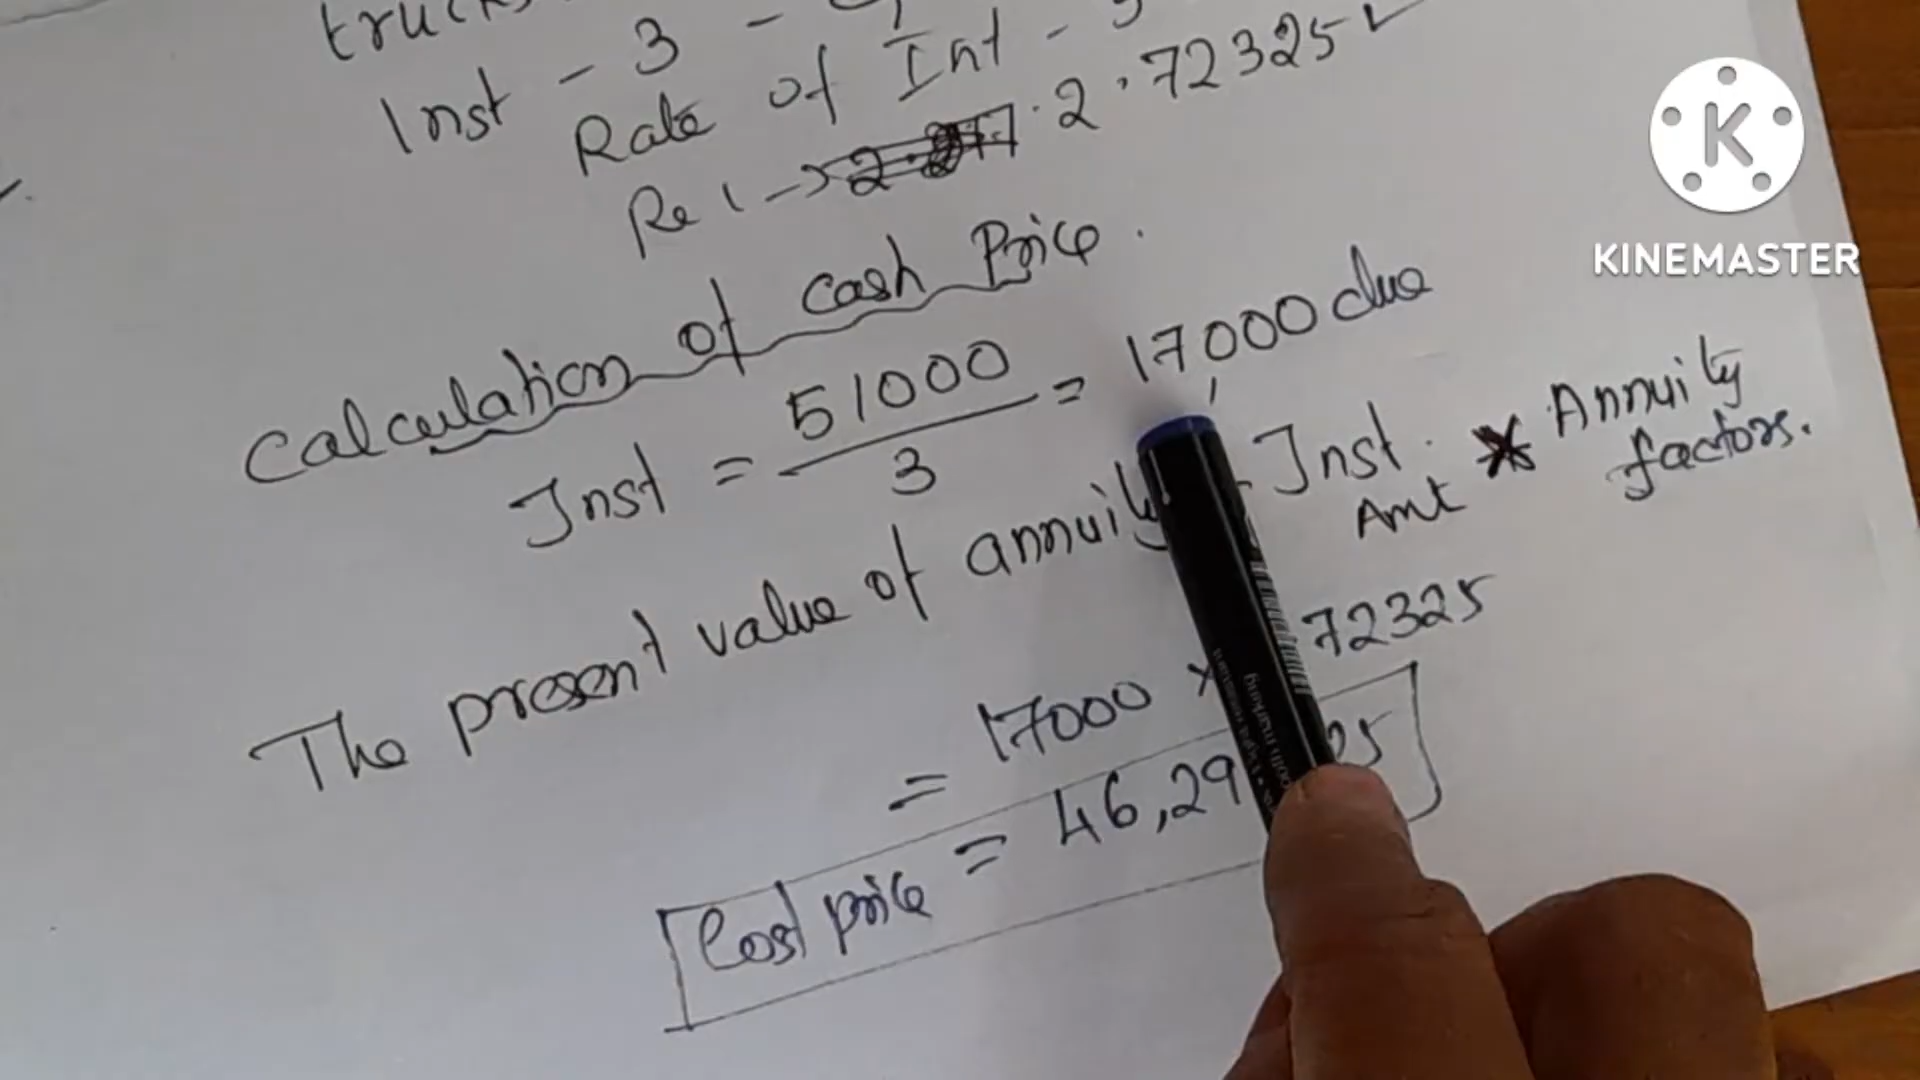 Inst - 3 -
Rate of Int -
Re 1 → 2.72325 ✓
Calculation of Cash Price.
Inst = 51000 / 3 = 17000 due
The present value of annuity Inst. Amt * Annuity factors.
= 17000 × 72325
Cost price = 46,29
K
KINEMASTER